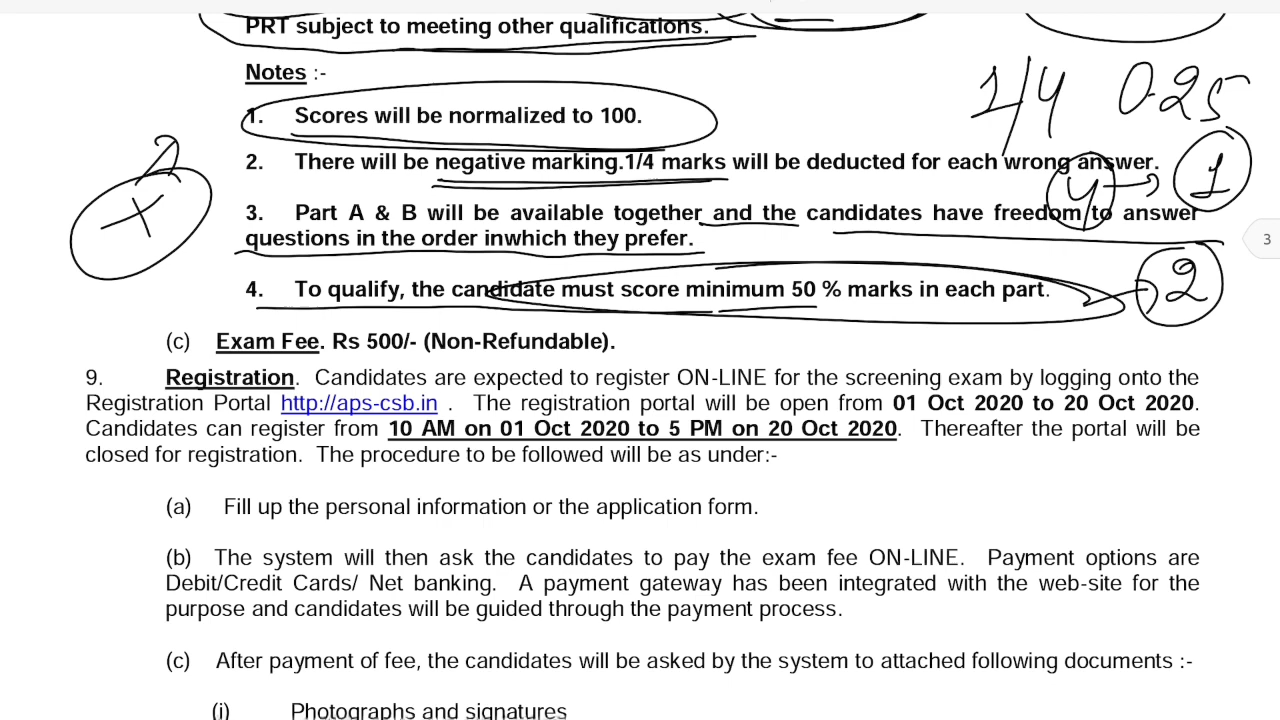 PRT subject to meeting other qualifications.
Notes :-
1/4 0.25
1. Scores will be normalized to 100.
2. There will be negative marking.1/4 marks will be deducted for each wrong answer.
1
3. Part A & B will be available together and the candidates have freedom to answer
questions in the order inwhich they prefer.
4. To qualify, the candidate must score minimum 50 % marks in each part.
2
3
(c) Exam Fee. Rs 500/- (Non-Refundable).
9. Registration. Candidates are expected to register ON-LINE for the screening exam by logging onto the
Registration Portal http://aps-csb.in . The registration portal will be open from 01 Oct 2020 to 20 Oct 2020.
Candidates can register from 10 AM on 01 Oct 2020 to 5 PM on 20 Oct 2020. Thereafter the portal will be
closed for registration. The procedure to be followed will be as under:-
(a) Fill up the personal information or the application form.
(b) The system will then ask the candidates to pay the exam fee ON-LINE. Payment options are
Debit/Credit Cards/ Net banking. A payment gateway has been integrated with the web-site for the
purpose and candidates will be guided through the payment process.
(c) After payment of fee, the candidates will be asked by the system to attached following documents :-
(i) Photographs and signatures